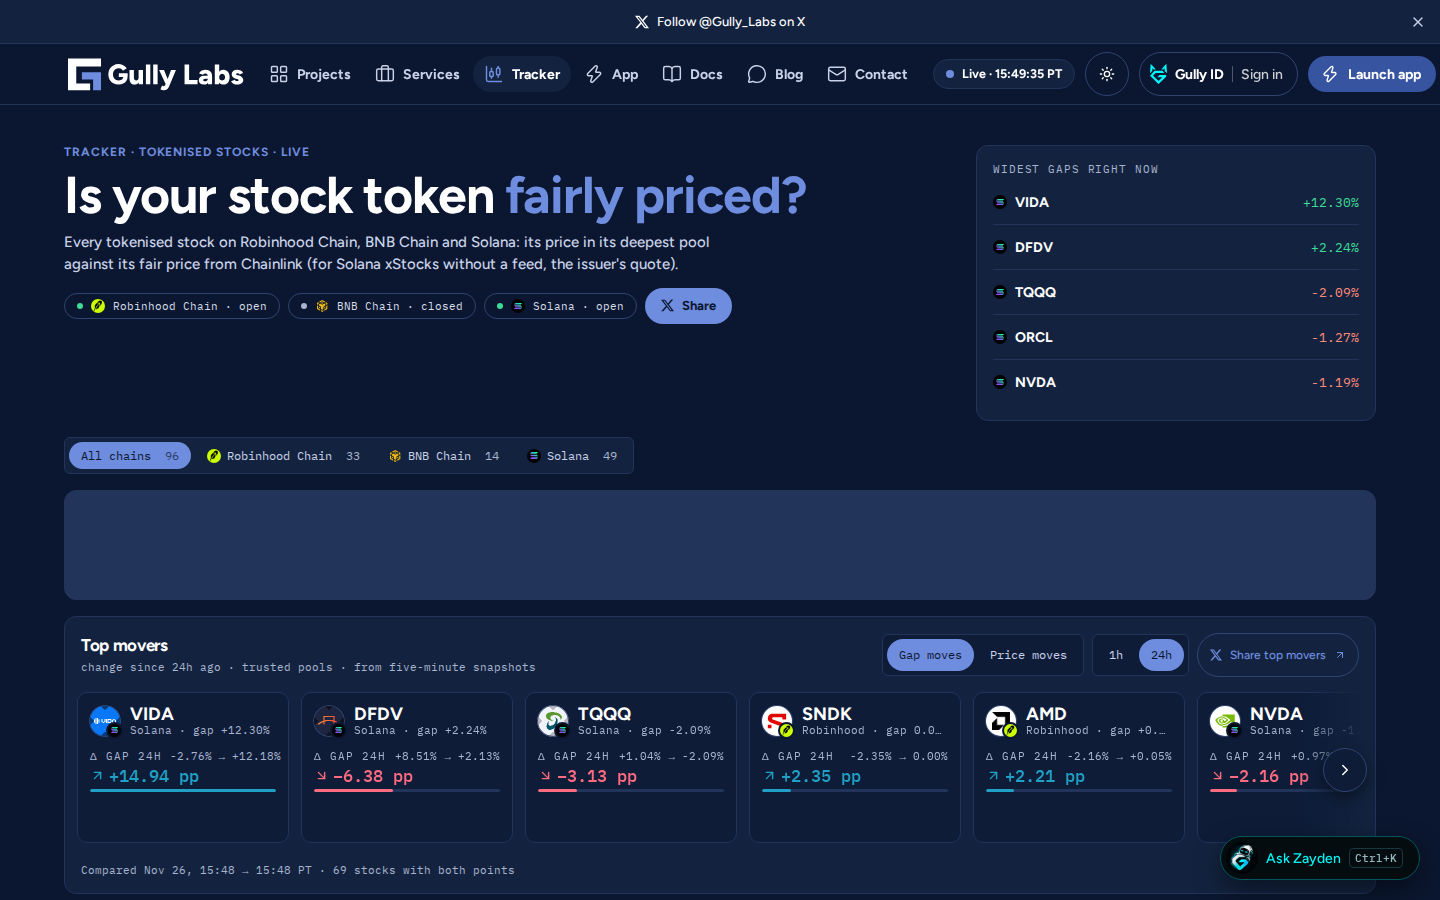 Follow @Gully_Labs on X
Gully Labs
Projects
Services
Tracker
App
Docs
Blog
Contact
Live · 15:49:35 PT
Gully ID
Sign in
Launch app
TRACKER · TOKENISED STOCKS · LIVE
Is your stock token fairly priced?
Every tokenised stock on Robinhood Chain, BNB Chain and Solana: its price in its deepest pool
against its fair price from Chainlink (for Solana xStocks without a feed, the issuer's quote).
Robinhood Chain · open
BNB Chain · closed
Solana · open
Share
WIDEST GAPS RIGHT NOW
VIDA +12.30%
DFDV +2.24%
TQQQ -2.09%
ORCL -1.27%
NVDA -1.19%
All chains 96
Robinhood Chain 33
BNB Chain 14
Solana 49
Top movers
change since 24h ago · trusted pools · from five-minute snapshots
Gap moves
Price moves
1h
24h
Share top movers ↗
VIDA
Solana · gap +12.30%
Δ GAP 24H -2.76% → +12.18%
↗ +14.94 pp
DFDV
Solana · gap +2.24%
Δ GAP 24H +8.51% → +2.13%
↘ −6.38 pp
TQQQ
Solana · gap -2.09%
Δ GAP 24H +1.04% → -2.09%
↘ −3.13 pp
SNDK
Robinhood · gap 0.0…
Δ GAP 24H -2.35% → 0.00%
↗ +2.35 pp
AMD
Robinhood · gap +0.…
Δ GAP 24H -2.16% → +0.05%
↗ +2.21 pp
NVDA
Solana · gap -1
Δ GAP 24H +0.97%
↘ −2.16 pp
Compared Nov 26, 15:48 → 15:48 PT · 69 stocks with both points
Ask Zayden
Ctrl+K